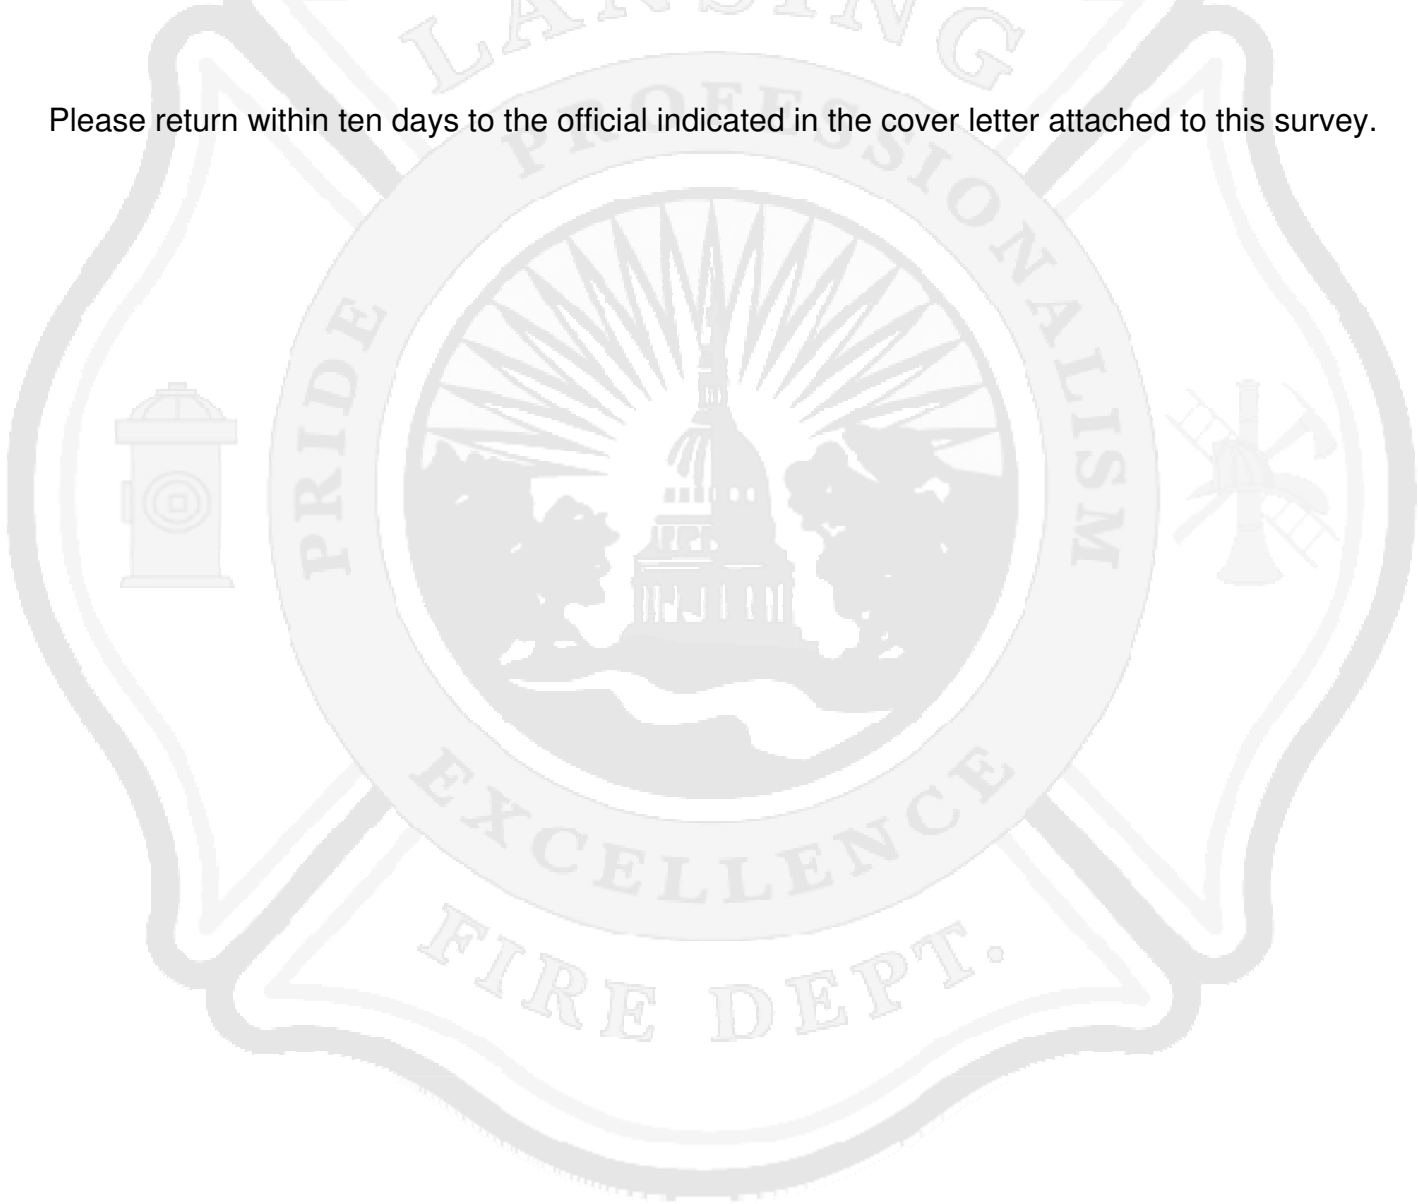 LANSING
Please return within ten days to the official indicated in the cover letter attached to this survey.
PROFESSIONALISM
PRIDE
EXCELLENCE
FIRE DEPT.